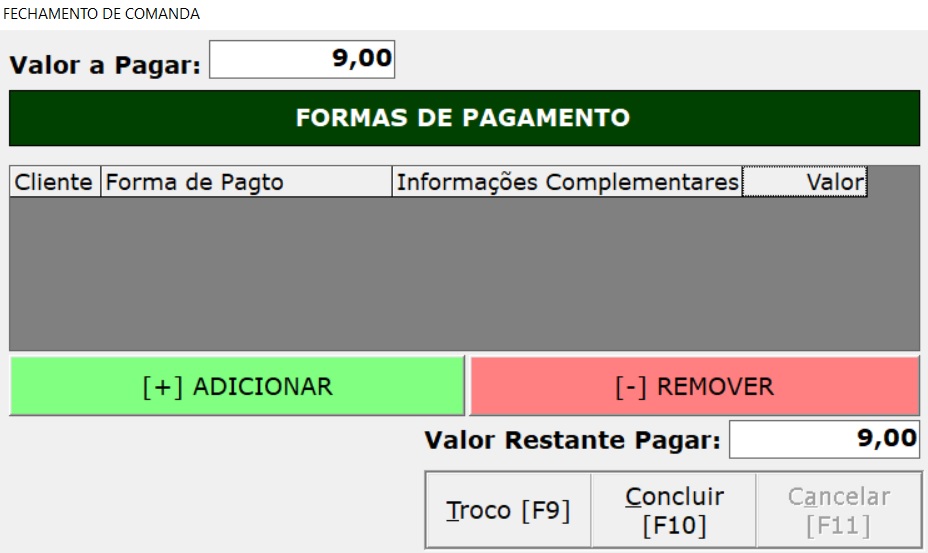 FECHAMENTO DE COMANDA
Valor a Pagar: 9,00
FORMAS DE PAGAMENTO
Cliente Forma de Pagto Informações Complementares Valor
[+] ADICIONAR [-] REMOVER
Valor Restante Pagar: 9,00
Troco [F9] Concluir [F10] Cancelar [F11]